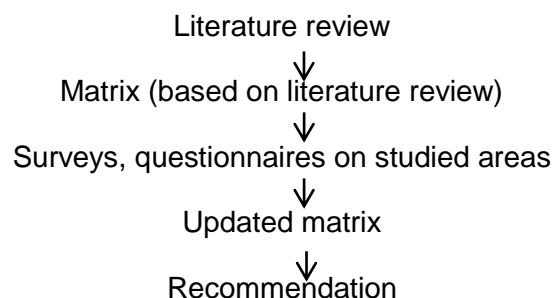 Literature review
Matrix (based on literature review)
Surveys, questionnaires on studied areas
Updated matrix
Recommendation